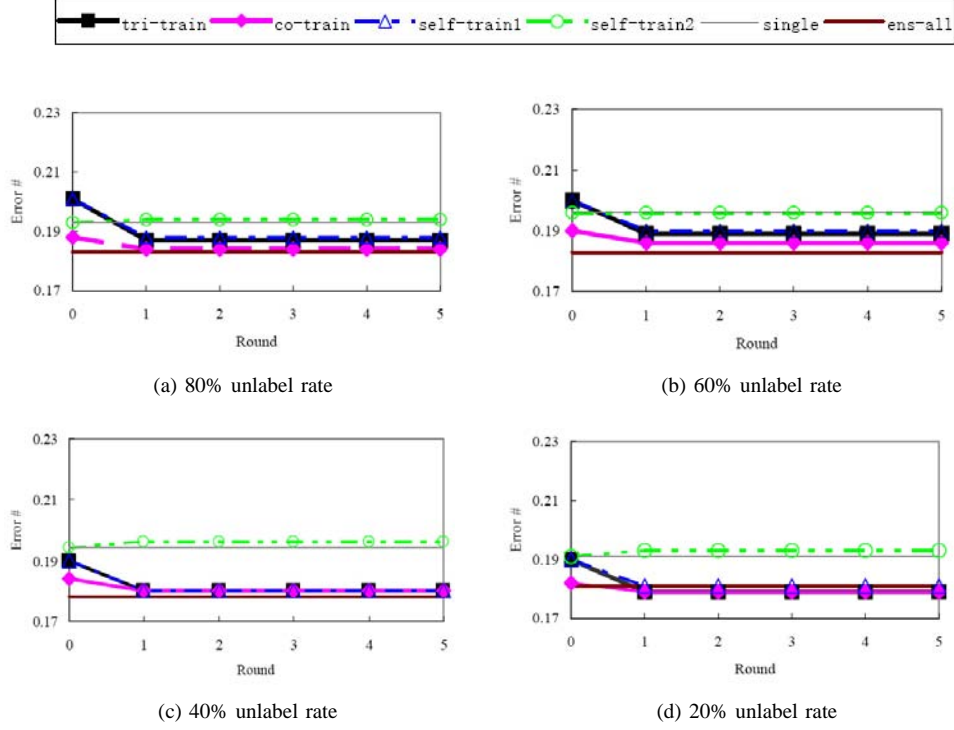 tri-train co-train self-train1 self-train2 single ens-all
0.23 0.23
0.21 0.21
Error # Error #
0.19 0.19
0.17 0.17
0 1 2 3 4 5 0 1 2 3 4 5
Round Round
(a) 80% unlabel rate (b) 60% unlabel rate
0.23 0.23
0.21 0.21
Error # Error #
0.19 0.19
0.17 0.17
0 1 2 3 4 5 0 1 2 3 4 5
Round Round
(c) 40% unlabel rate (d) 20% unlabel rate